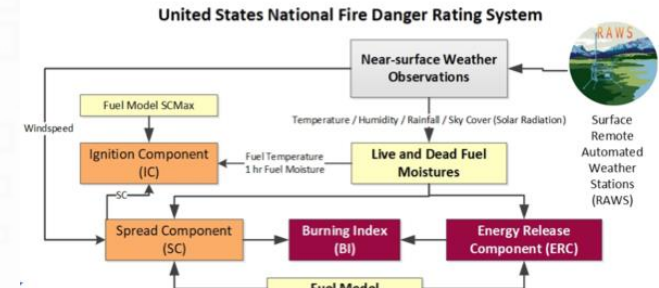 United States National Fire Danger Rating System
RAWS
Near-surface Weather
Observations
Fuel Model SCMax
Windspeed
Temperature / Humidity / Rainfall / Sky Cover (Solar Radiation)
Surface
Remote
Automated
Weather
Stations
(RAWS)
Ignition Component
(IC)
Fuel Temperature
1 hr Fuel Moisture
Live and Dead Fuel
Moistures
SC
Spread Component
(SC)
Burning Index
(BI)
Energy Release
Component (ERC)
Fuel Model